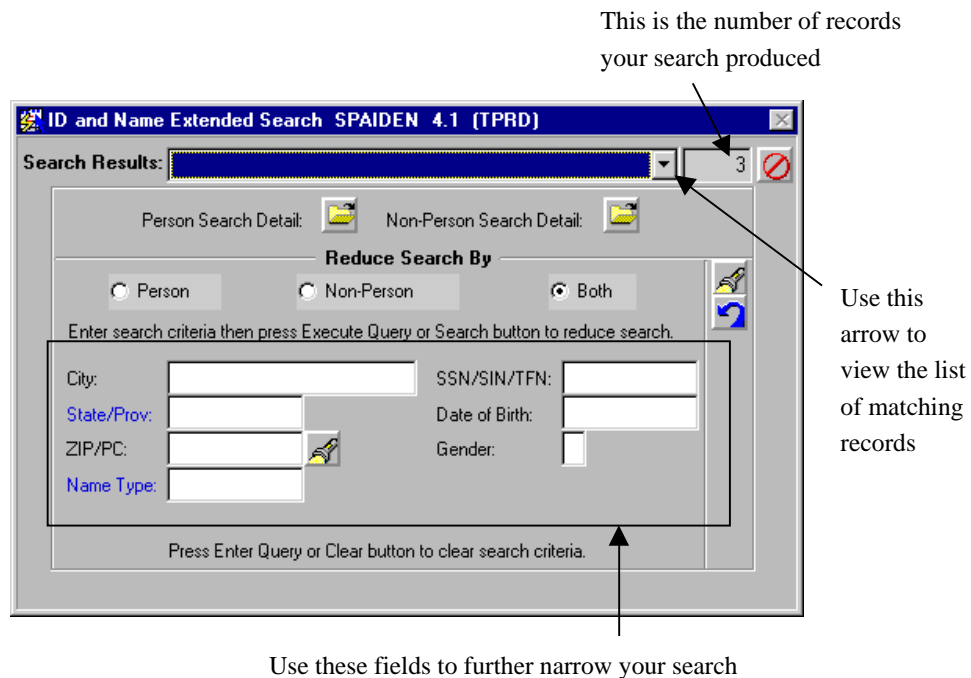 This is the number of records
your search produced
ID and Name Extended Search SPAIDEN 4.1 (TPRD)
Search Results: 3
Person Search Detail: Non-Person Search Detail:
Reduce Search By
Person Non-Person Both
Enter search criteria then press Execute Query or Search button to reduce search.
City: SSN/SIN/TFN:
State/Prov: Date of Birth:
ZIP/PC: Gender:
Name Type:
Press Enter Query or Clear button to clear search criteria.
Use this
arrow to
view the list
of matching
records
Use these fields to further narrow your search